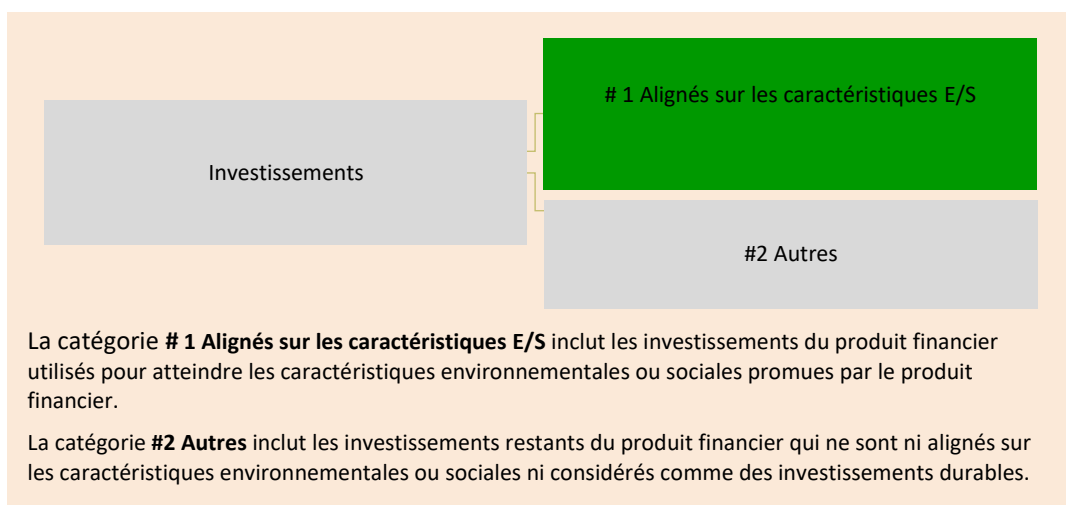 # 1 Alignés sur les caractéristiques E/S
Investissements
#2 Autres
La catégorie # 1 Alignés sur les caractéristiques E/S inclut les investissements du produit financier
utilisés pour atteindre les caractéristiques environnementales ou sociales promues par le produit
financier.
La catégorie #2 Autres inclut les investissements restants du produit financier qui ne sont ni alignés sur
les caractéristiques environnementales ou sociales ni considérés comme des investissements durables.